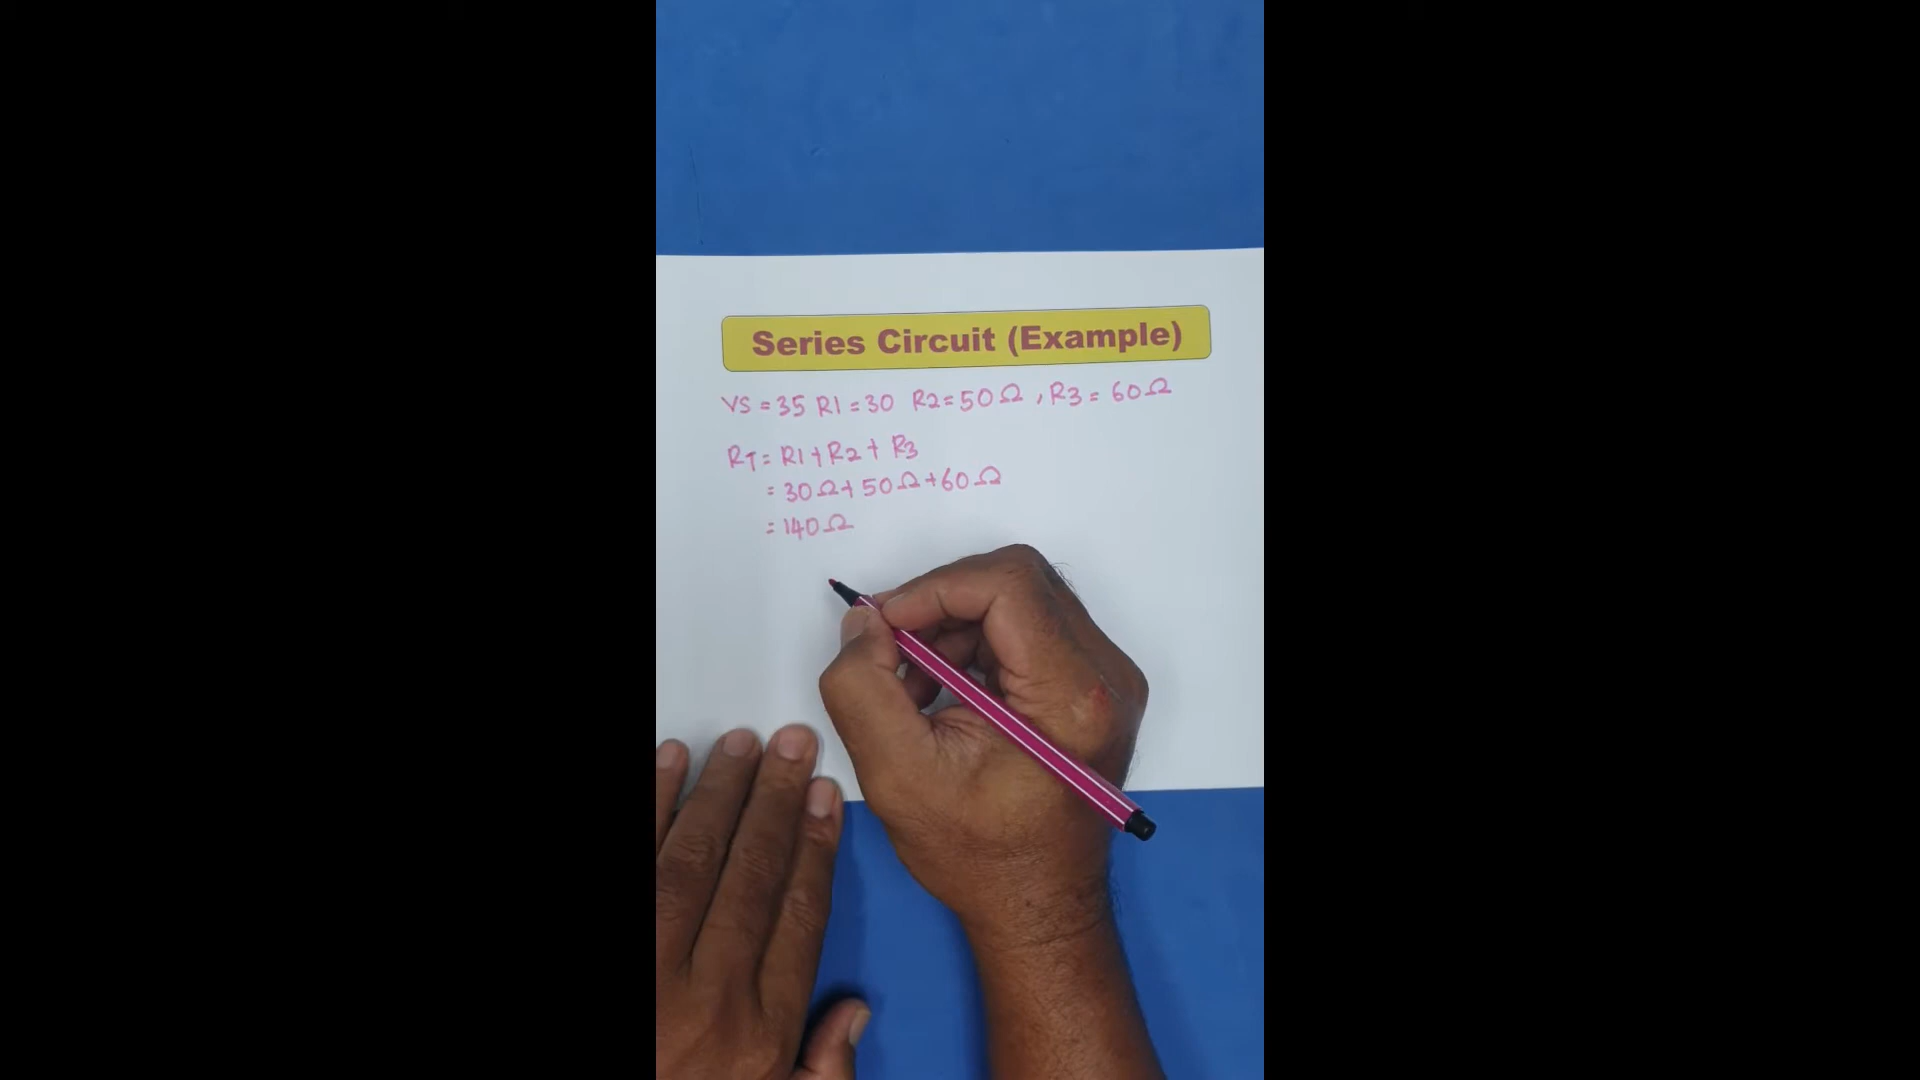 Series Circuit (Example)
VS = 35 R1 = 30 R2 = 50Ω , R3 = 60Ω
RT = R1 + R2 + R3
= 30Ω + 50Ω + 60Ω
= 140Ω